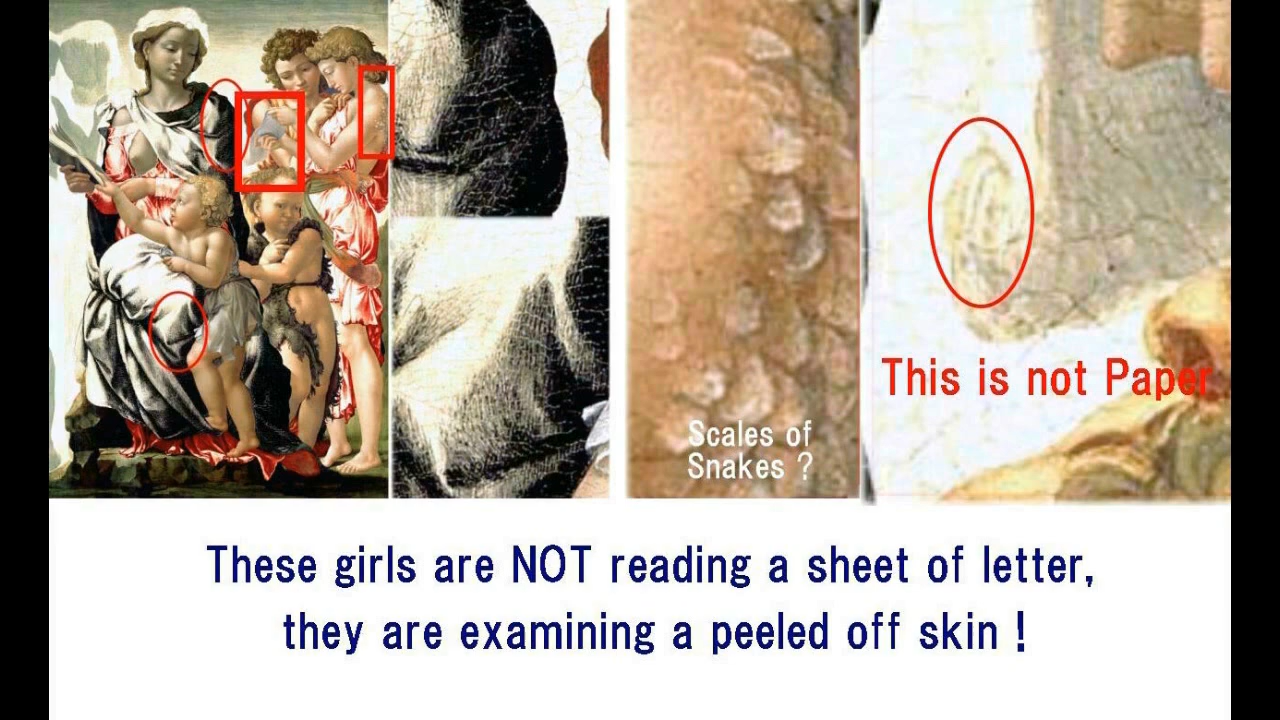 This is not Paper
Scales of
Snakes ?
These girls are NOT reading a sheet of letter,
they are examining a peeled off skin !